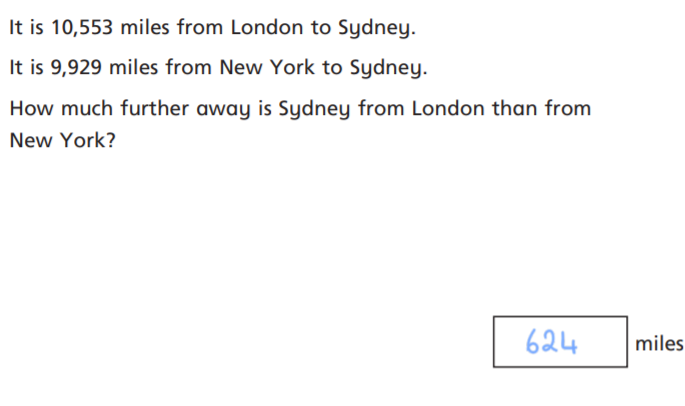 It is 10,553 miles from London to Sydney.
It is 9,929 miles from New York to Sydney.
How much further away is Sydney from London than from
New York?
624 miles